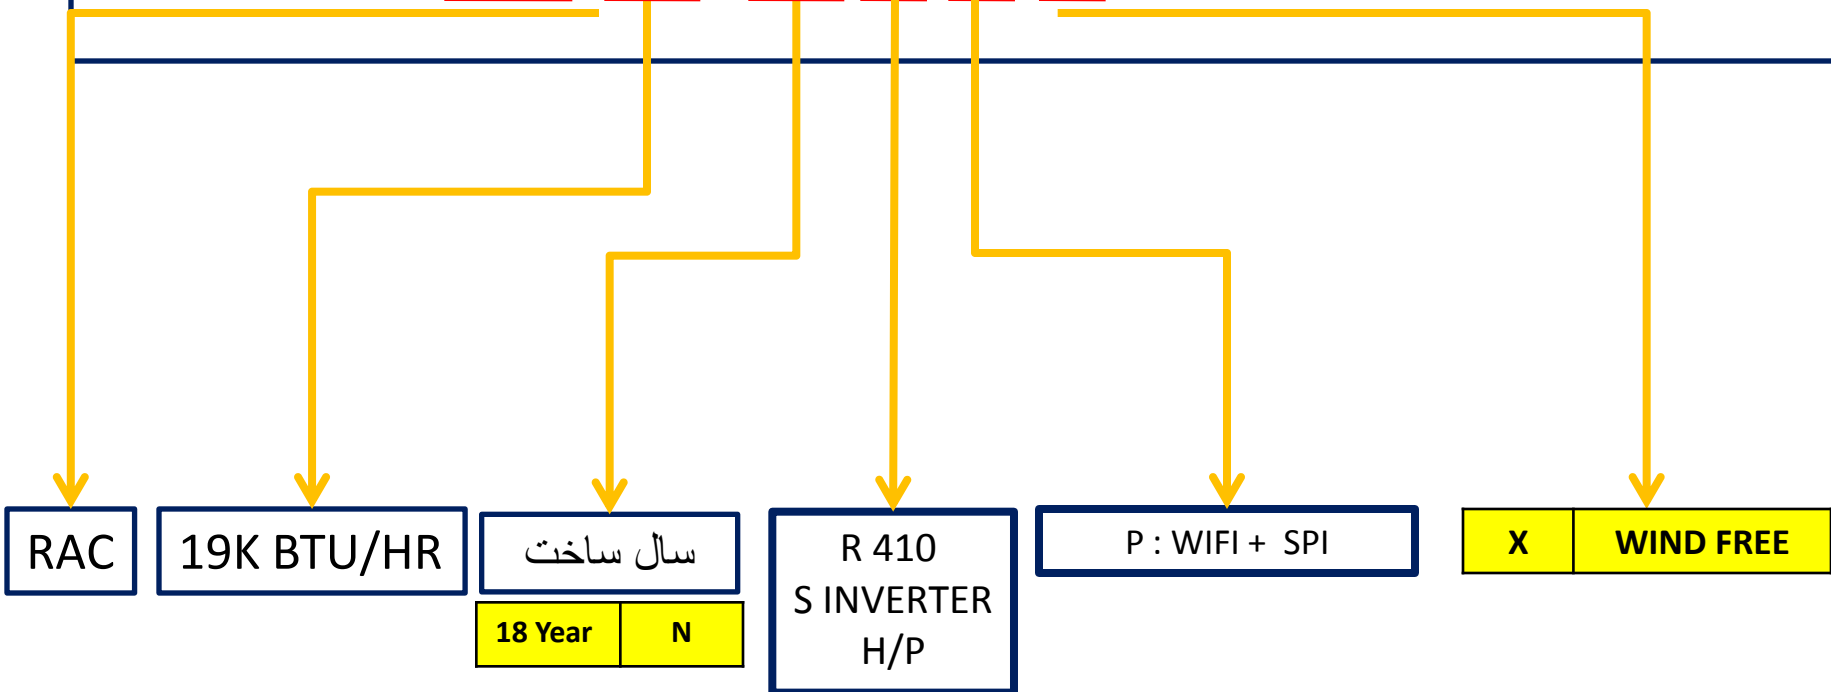 RAC
19K BTU/HR
سال ساخت
18 Year N
R 410
S INVERTER
H/P
P : WIFI + SPI
X WIND FREE